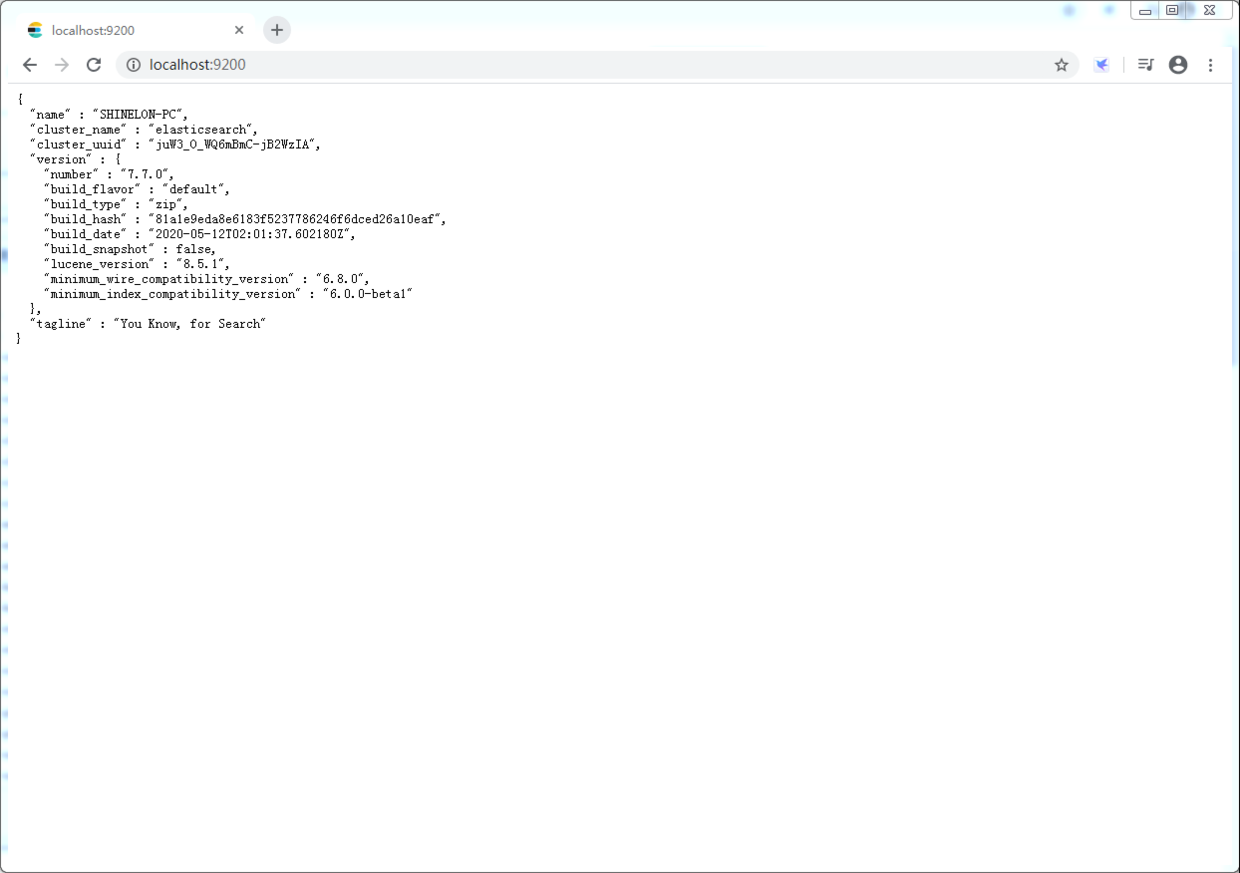 localhost:9200
localhost:9200
{
"name" : "SHINELON-PC",
"cluster_name" : "elasticsearch",
"cluster_uuid" : "juW3_O_WQ6mBmC-jB2WzIA",
"version" : {
"number" : "7.7.0",
"build_flavor" : "default",
"build_type" : "zip",
"build_hash" : "81a1e9eda8e6183f5237786246f6dced26a10eaf",
"build_date" : "2020-05-12T02:01:37.602180Z",
"build_snapshot" : false,
"lucene_version" : "8.5.1",
"minimum_wire_compatibility_version" : "6.8.0",
"minimum_index_compatibility_version" : "6.0.0-beta1"
},
"tagline" : "You Know, for Search"
}